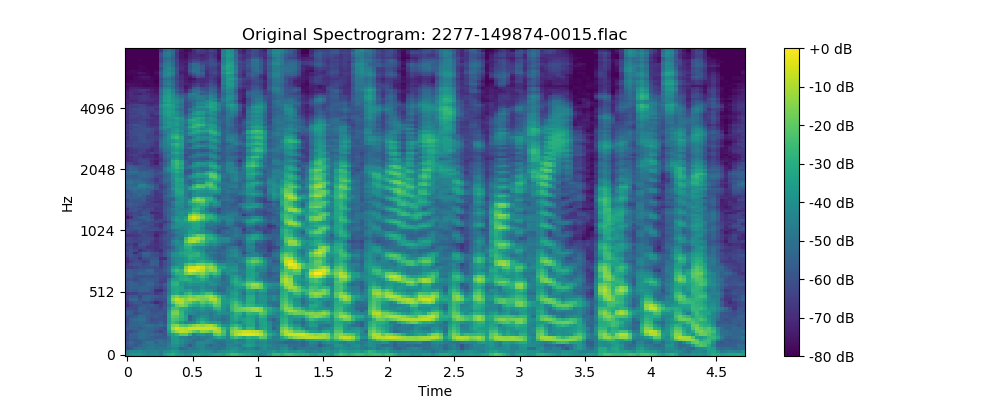 Original Spectrogram: 2277-149874-0015.flac
Hz
4096
2048
1024
512
0
0 0.5 1 1.5 2 2.5 3 3.5 4 4.5
Time
+0 dB
-10 dB
-20 dB
-30 dB
-40 dB
-50 dB
-60 dB
-70 dB
-80 dB